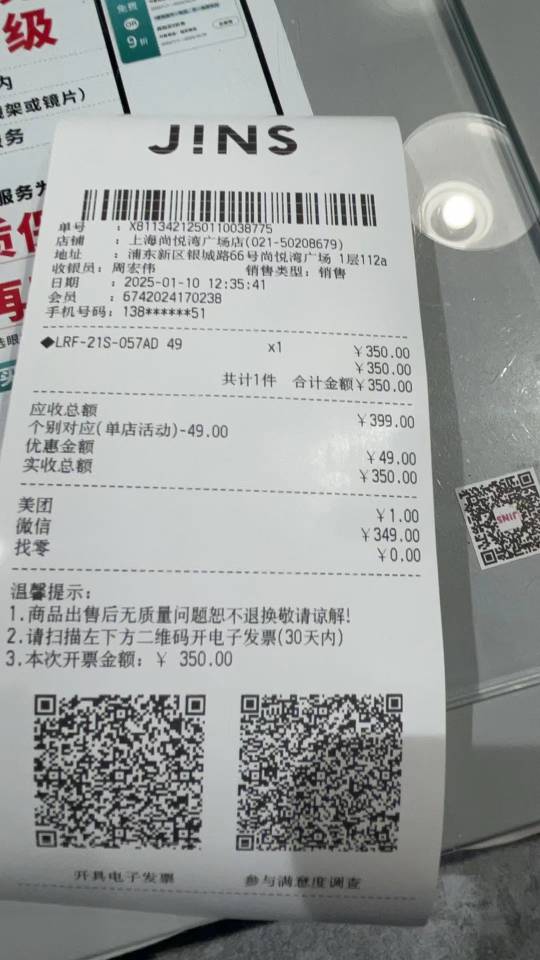 级
免费
OR
9折
内
架或镜片)
服务
服务为
质保
再
J!NS
单号 : X8113421250110038775
店铺 : 上海尚悦湾广场店(021-50208679)
地址 : 浦东新区银城路66号尚悦湾广场 1层112a
收银员: 周宏伟 销售类型: 销售
日期 : 2025-01-10 12:35:41
会员 : 6742024170238
手机号码: 138******51
◆LRF-21S-057AD 49 x1 ¥350.00
¥350.00
共计1件 合计金额¥350.00
应收总额 ¥399.00
个别对应(单店活动)-49.00
优惠金额 ¥49.00
实收总额 ¥350.00
美团 ¥1.00
微信 ¥349.00
找零 ¥0.00
温馨提示:
1.商品出售后无质量问题恕不退换敬请谅解!
2.请扫描左下方二维码开电子发票(30天内)
3.本次开票金额: ¥ 350.00
开具电子发票 参与满意度调查
JINS